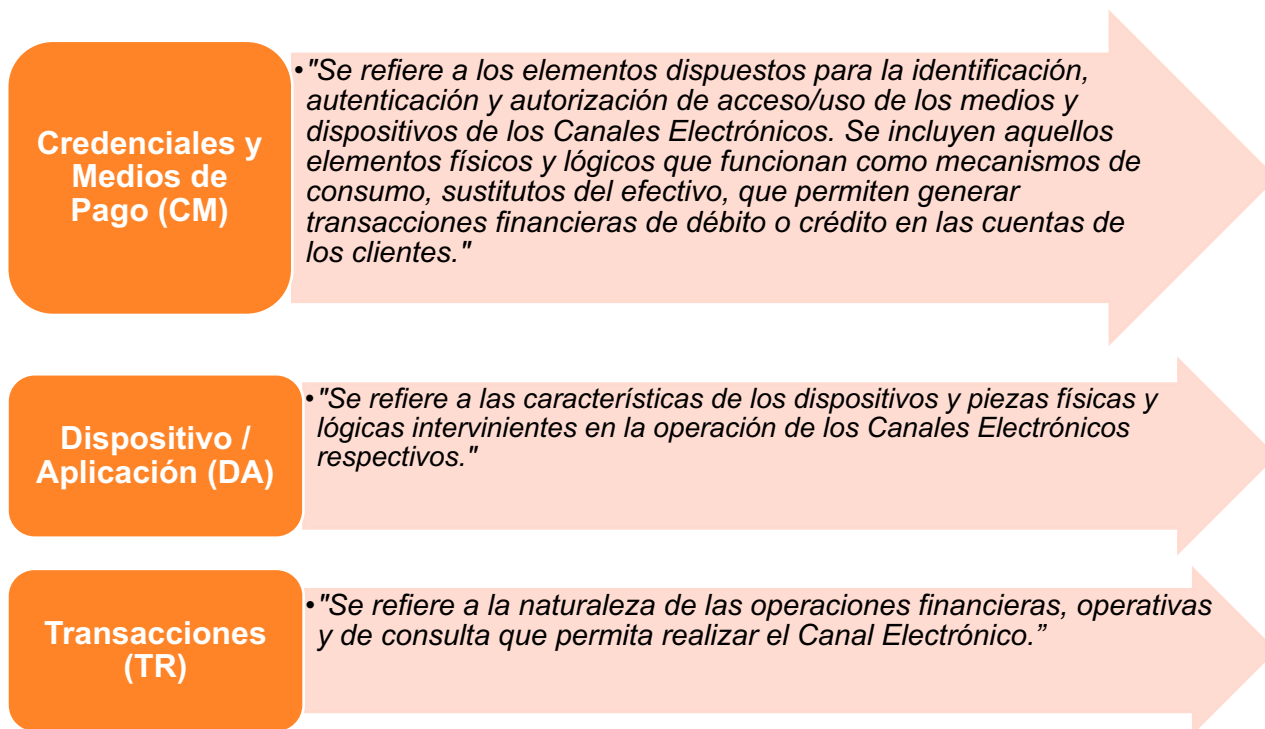 Credenciales y
Medios de
Pago (CM)
•"Se refiere a los elementos dispuestos para la identificación,
autenticación y autorización de acceso/uso de los medios y
dispositivos de los Canales Electrónicos. Se incluyen aquellos
elementos físicos y lógicos que funcionan como mecanismos de
consumo, sustitutos del efectivo, que permiten generar
transacciones financieras de débito o crédito en las cuentas de
los clientes."
Dispositivo /
Aplicación (DA)
•"Se refiere a las características de los dispositivos y piezas físicas y
lógicas intervinientes en la operación de los Canales Electrónicos
respectivos."
Transacciones
(TR)
•"Se refiere a la naturaleza de las operaciones financieras, operativas
y de consulta que permita realizar el Canal Electrónico.”